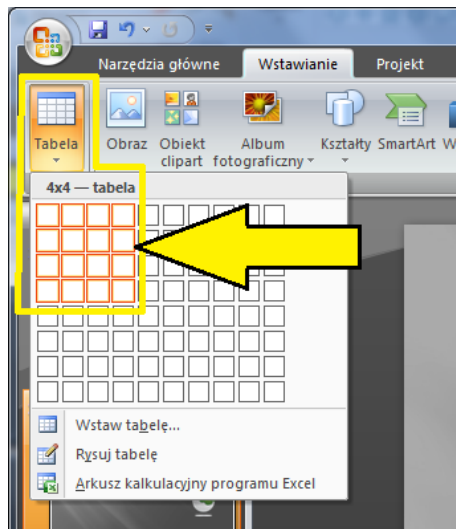 Narzędzia główne Wstawianie Projekt
Tabela Obraz Obiekt clipart Album fotograficzny Kształty SmartArt W
4x4 — tabela
Wstaw tabelę...
Rysuj tabelę
Arkusz kalkulacyjny programu Excel